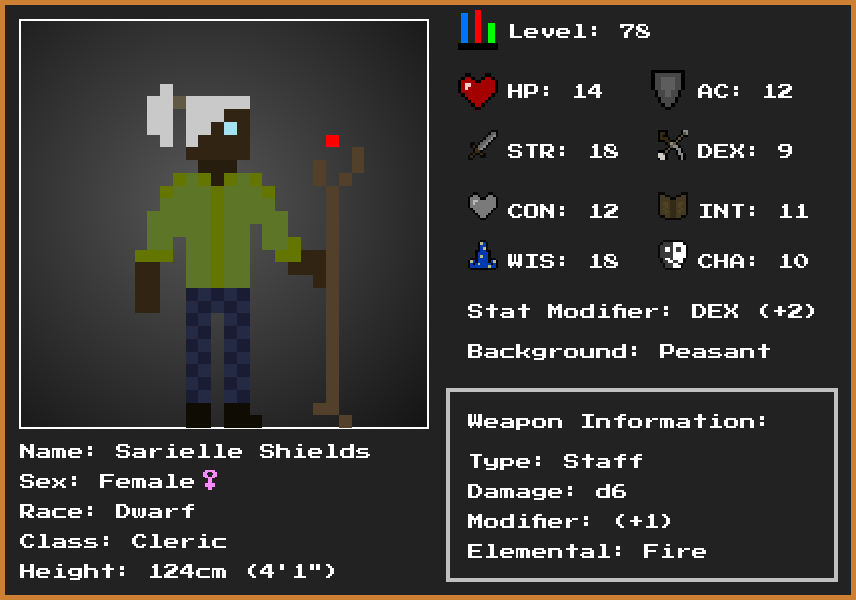 Level: 78
HP: 14
AC: 12
STR: 18
DEX: 9
CON: 12
INT: 11
WIS: 18
CHA: 10
Stat Modifier: DEX (+2)
Background: Peasant
Weapon Information:
Type: Staff
Damage: d6
Modifier: (+1)
Elemental: Fire
Name: Sarielle Shields
Sex: Female♀
Race: Dwarf
Class: Cleric
Height: 124cm (4'1")